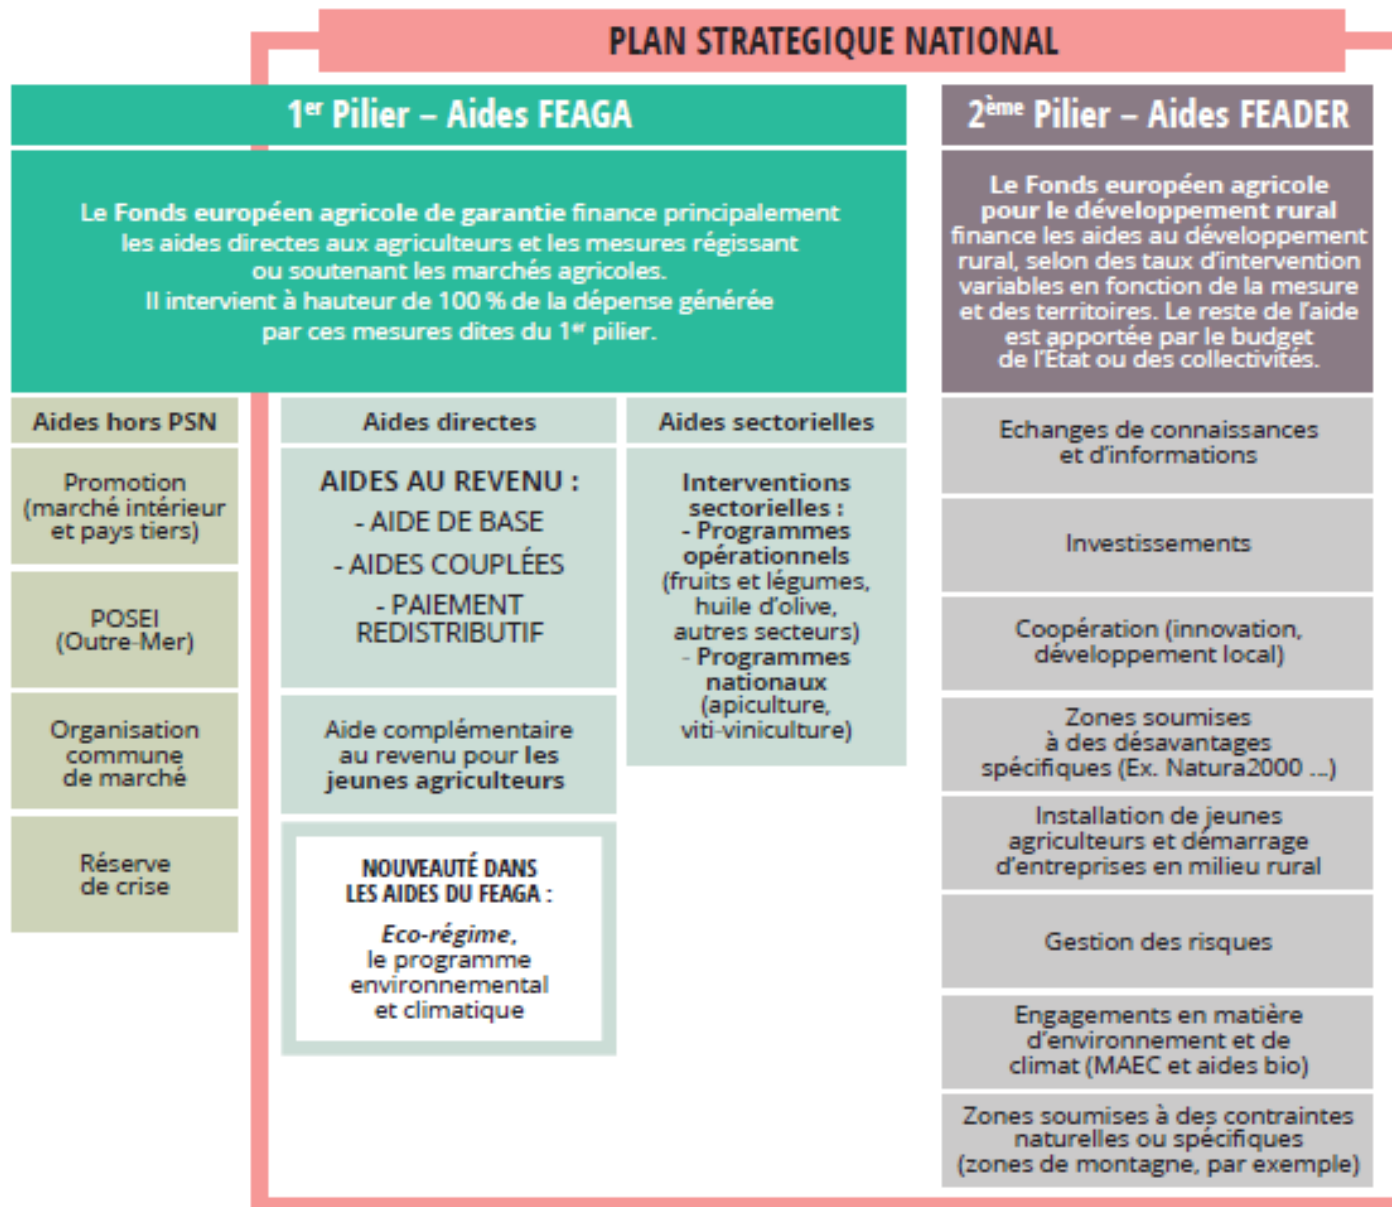 PLAN STRATEGIQUE NATIONAL
1er Pilier – Aides FEAGA
Le Fonds européen agricole de garantie finance principalement
les aides directes aux agriculteurs et les mesures régissant
ou soutenant les marchés agricoles.
Il intervient à hauteur de 100 % de la dépense générée
par ces mesures dites du 1er pilier.
Aides hors PSN
Promotion
(marché intérieur
et pays tiers)
POSEI
(Outre-Mer)
Organisation
commune
de marché
Réserve
de crise
Aides directes
AIDES AU REVENU :
- AIDE DE BASE
- AIDES COUPLÉES
- PAIEMENT
REDISTRIBUTIF
Aide complémentaire
au revenu pour les
jeunes agriculteurs
NOUVEAUTÉ DANS
LES AIDES DU FEAGA :
Eco-régime,
le programme
environnemental
et climatique
Aides sectorielles
Interventions
sectorielles :
- Programmes
opérationnels
(fruits et légumes,
huile d’olive,
autres secteurs)
- Programmes
nationaux
(apiculture,
viti-viniculture)
2ème Pilier – Aides FEADER
Le Fonds européen agricole
pour le développement rural
finance les aides au développement
rural, selon des taux d’intervention
variables en fonction de la mesure
et des territoires. Le reste de l’aide
est apportée par le budget
de l’Etat ou des collectivités.
Echanges de connaissances
et d’informations
Investissements
Coopération (innovation,
développement local)
Zones soumises
à des désavantages
spécifiques (Ex. Natura2000 ...)
Installation de jeunes
agriculteurs et démarrage
d’entreprises en milieu rural
Gestion des risques
Engagements en matière
d’environnement et de
climat (MAEC et aides bio)
Zones soumises à des contraintes
naturelles ou spécifiques
(zones de montagne, par exemple)